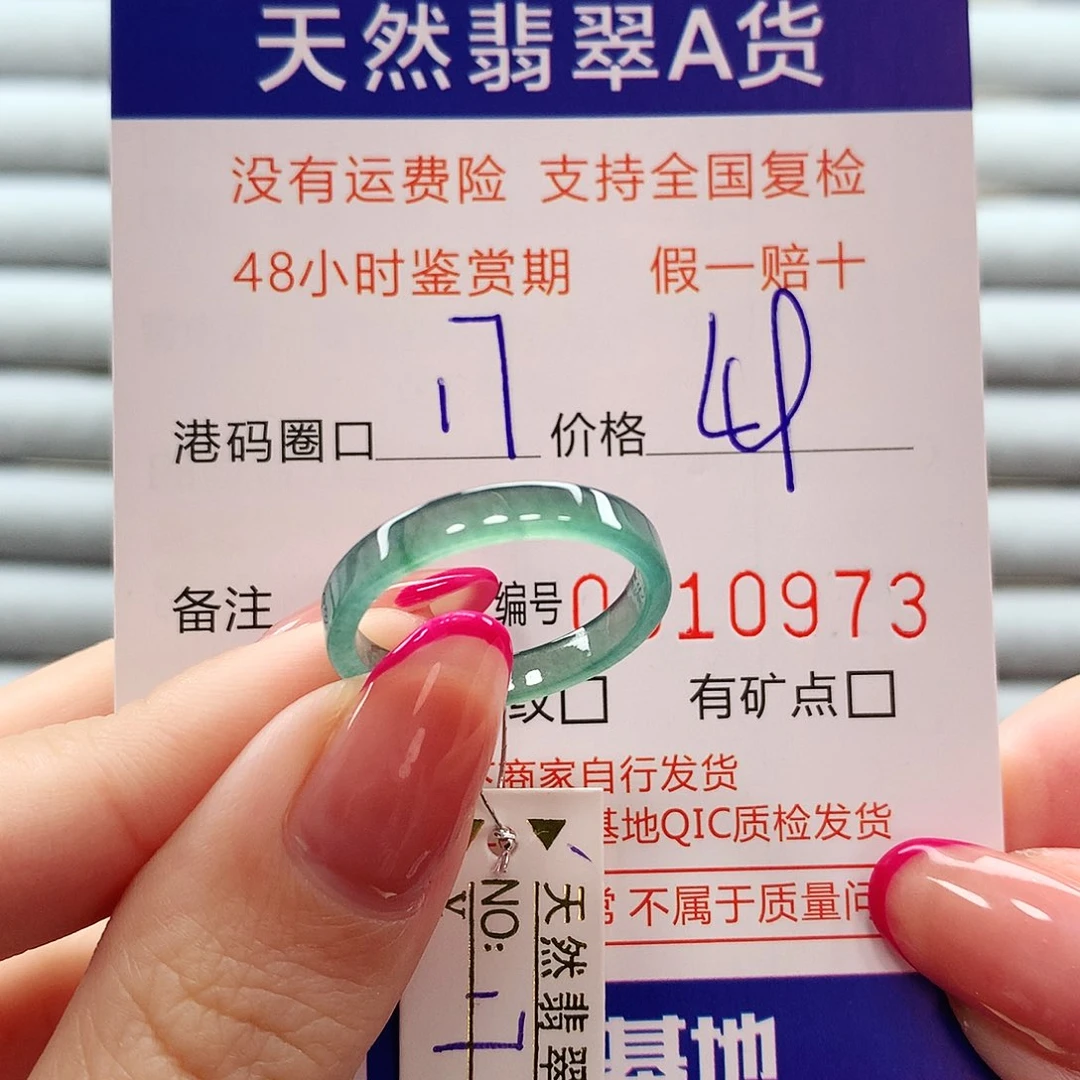 天然翡翠A货
没有运费险 支持全国复检
48小时鉴赏期 假一赔十
港码圈口 17 价格
备注 编号 10973
纹□ 有矿点□
商家自行发货
基地QIC质检发货
常 不属于质量问
基地
天然翡翠
NO:
17